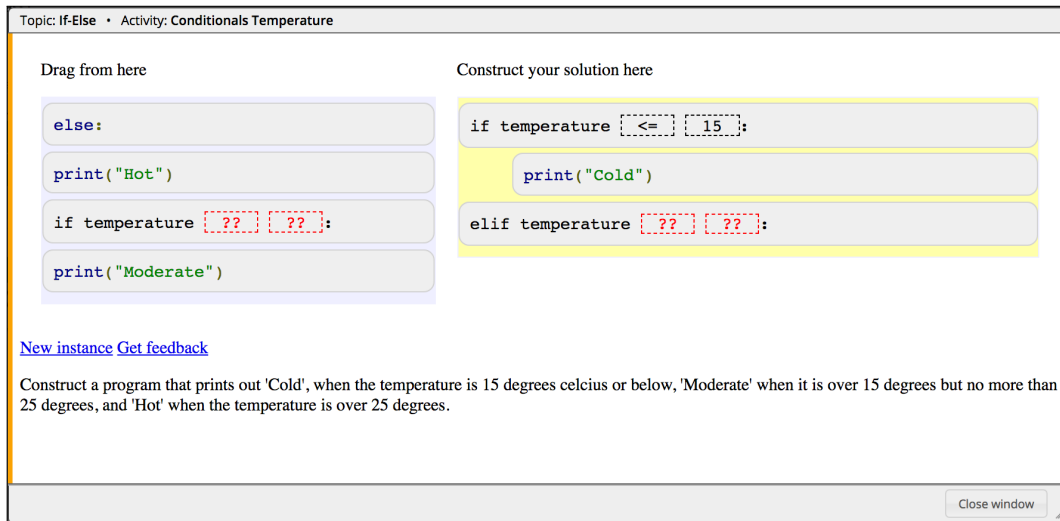 Topic: If-Else • Activity: Conditionals Temperature
Drag from here
else:
print("Hot")
if temperature ?? ??:
print("Moderate")
Construct your solution here
if temperature <= 15:
print("Cold")
elif temperature ?? ??:
New instance Get feedback
Construct a program that prints out 'Cold', when the temperature is 15 degrees celcius or below, 'Moderate' when it is over 15 degrees but no more than
25 degrees, and 'Hot' when the temperature is over 25 degrees.
Close window